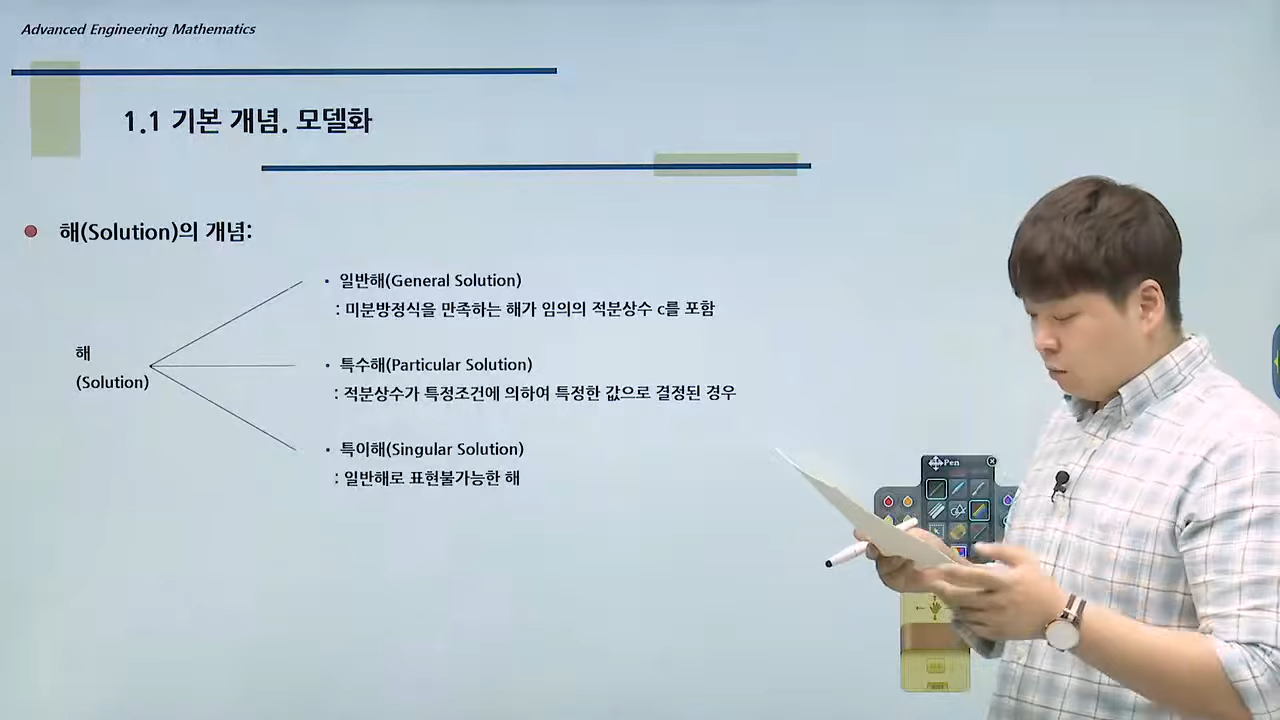 Advanced Engineering Mathematics
1.1 기본 개념. 모델화
해(Solution)의 개념:
• 일반해(General Solution)
: 미분방정식을 만족하는 해가 임의의 적분상수 c를 포함
해
(Solution)
• 특수해(Particular Solution)
: 적분상수가 특정조건에 의하여 특정한 값으로 결정된 경우
• 특이해(Singular Solution)
: 일반해로 표현불가능한 해
Pen